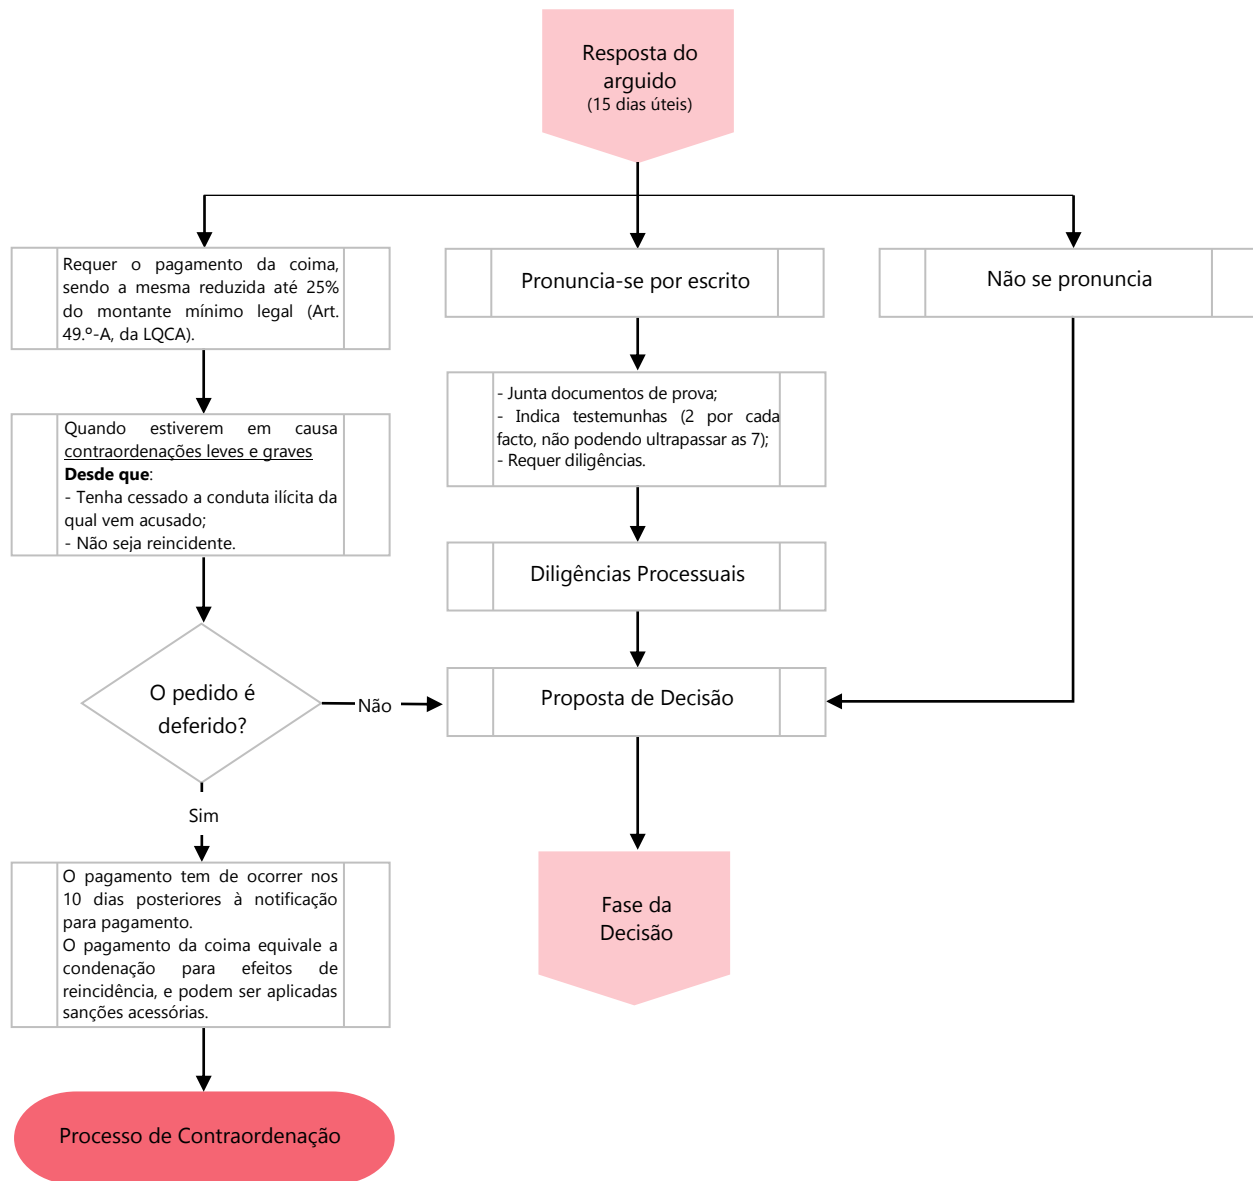 Resposta do
arguido
(15 dias úteis)
Requer o pagamento da coima,
sendo a mesma reduzida até 25%
do montante mínimo legal (Art.
49.º-A, da LQCA).
Pronuncia-se por escrito
Não se pronuncia
Quando estiverem em causa
contraordenações leves e graves
Desde que:
- Tenha cessado a conduta ilícita da
qual vem acusado;
- Não seja reincidente.
- Junta documentos de prova;
- Indica testemunhas (2 por cada
facto, não podendo ultrapassar as 7);
- Requer diligências.
Diligências Processuais
O pedido é
deferido?
Não
Proposta de Decisão
Sim
O pagamento tem de ocorrer nos
10 dias posteriores à notificação
para pagamento.
O pagamento da coima equivale a
condenação para efeitos de
reincidência, e podem ser aplicadas
sanções acessórias.
Fase da
Decisão
Processo de Contraordenação